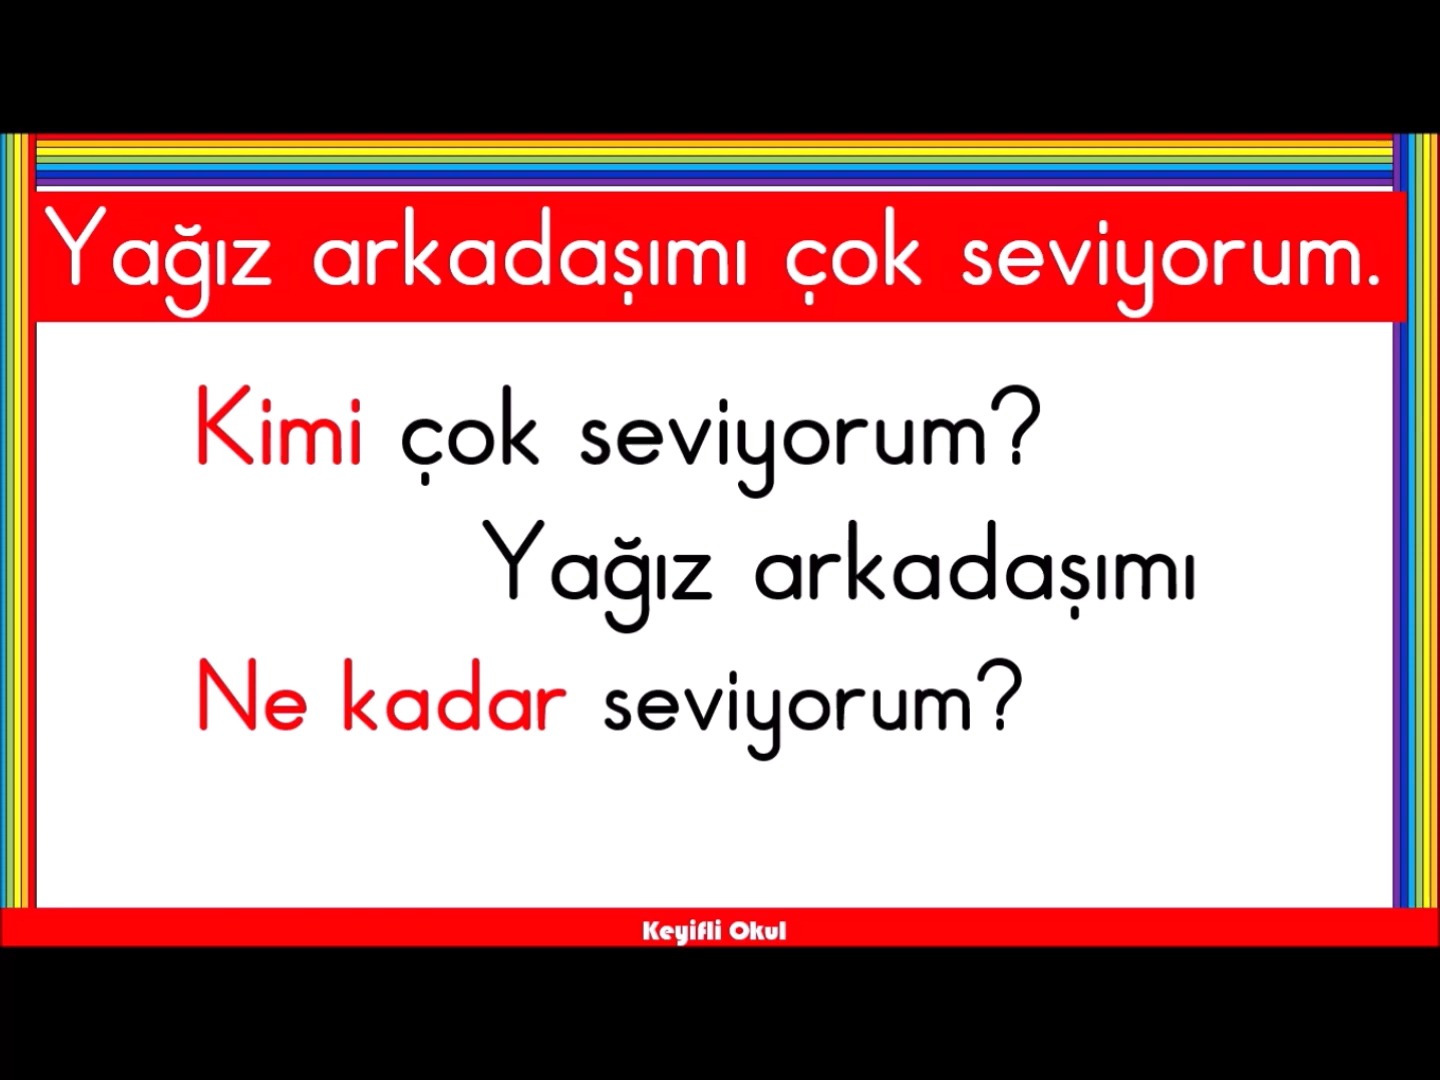 Yağız arkadaşımı çok seviyorum.
Kimi çok seviyorum?
Yağız arkadaşımı
Ne kadar seviyorum?
Keyifli Okul